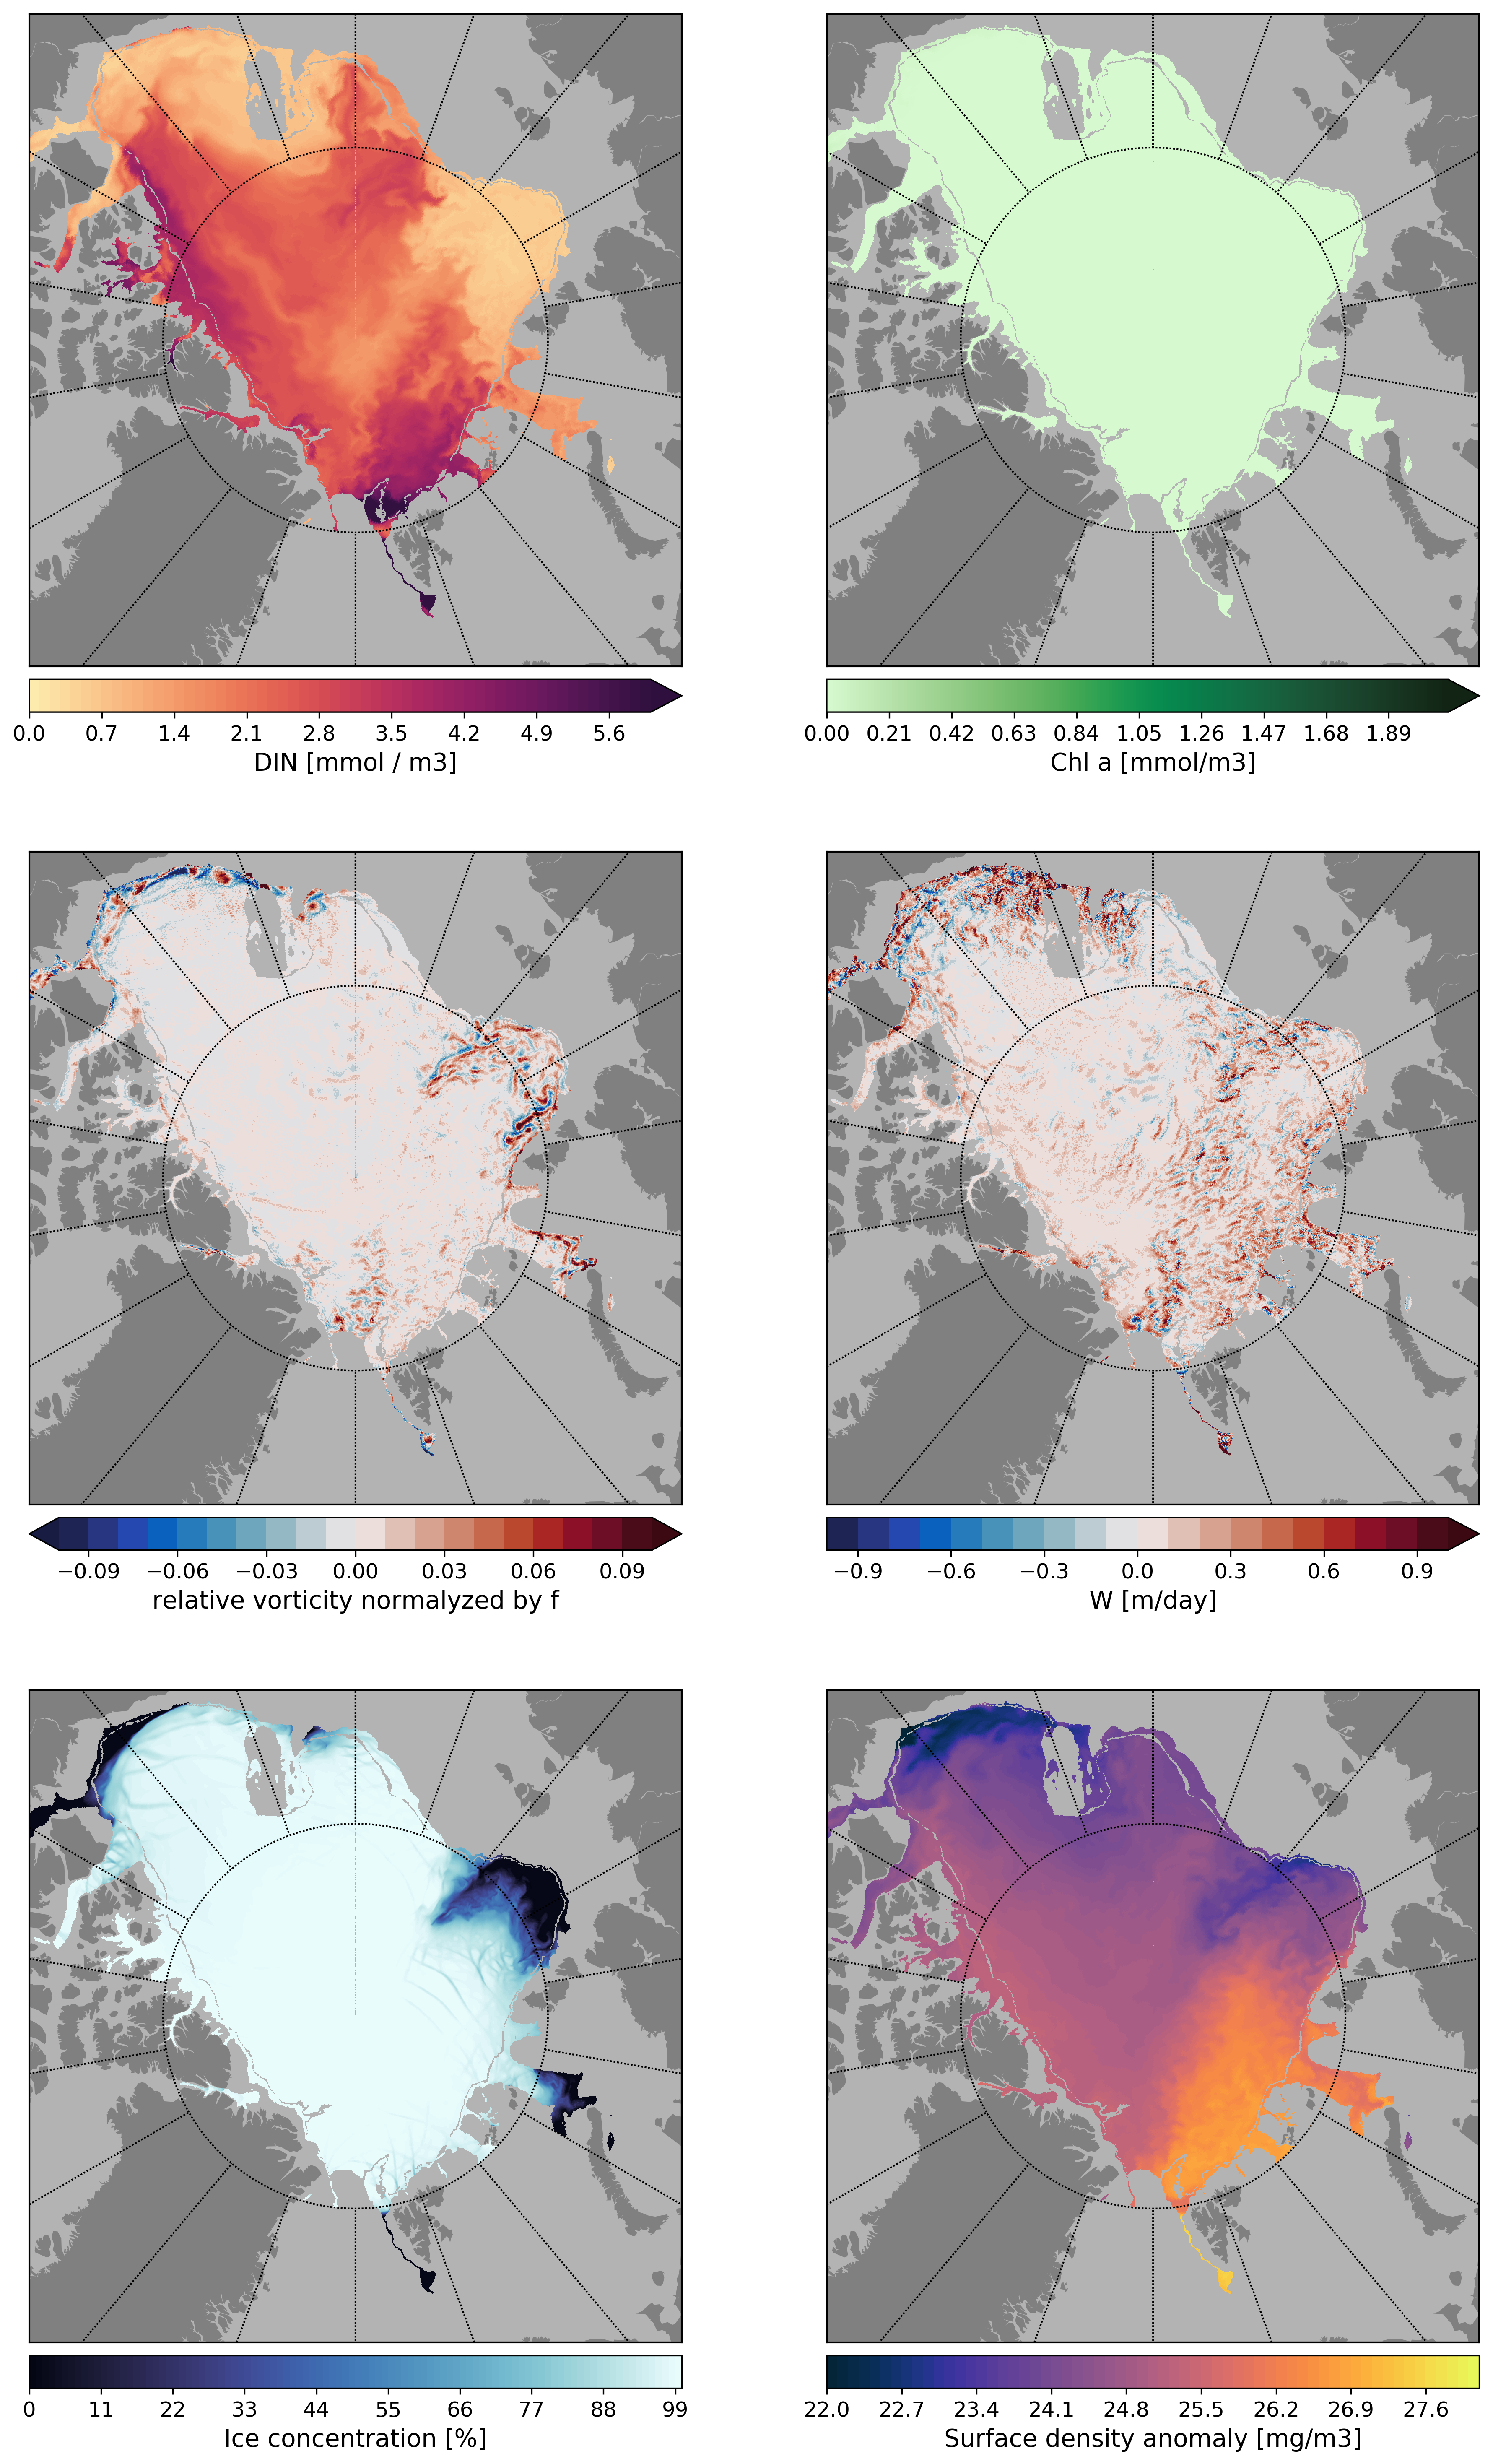 0.0 0.7 1.4 2.1 2.8 3.5 4.2 4.9 5.6
DIN [mmol / m3]
0.00 0.21 0.42 0.63 0.84 1.05 1.26 1.47 1.68 1.89
Chl a [mmol/m3]
−0.09 −0.06 −0.03 0.00 0.03 0.06 0.09
relative vorticity normalyzed by f
−0.9 −0.6 −0.3 0.0 0.3 0.6 0.9
W [m/day]
0 11 22 33 44 55 66 77 88 99
Ice concentration [%]
22.0 22.7 23.4 24.1 24.8 25.5 26.2 26.9 27.6
Surface density anomaly [mg/m3]